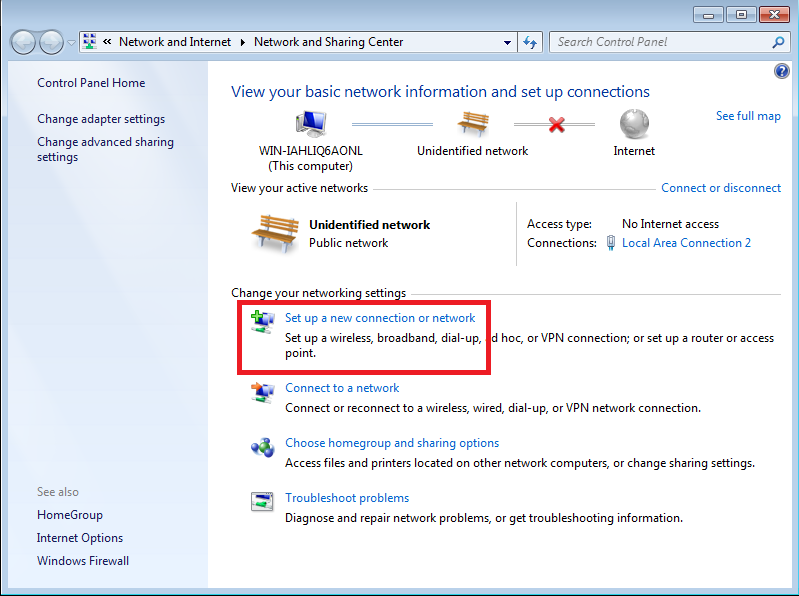 « Network and Internet ▸ Network and Sharing Center
Search Control Panel
Control Panel Home
Change adapter settings
Change advanced sharing
settings
See also
HomeGroup
Internet Options
Windows Firewall
View your basic network information and set up connections
See full map
WIN-IAHLIQ6AONL
(This computer)
Unidentified network
Internet
View your active networks
Connect or disconnect
Unidentified network
Public network
Access type: No Internet access
Connections: Local Area Connection 2
Change your networking settings
Set up a new connection or network
Set up a wireless, broadband, dial-up, ad hoc, or VPN connection; or set up a router or access
point.
Connect to a network
Connect or reconnect to a wireless, wired, dial-up, or VPN network connection.
Choose homegroup and sharing options
Access files and printers located on other network computers, or change sharing settings.
Troubleshoot problems
Diagnose and repair network problems, or get troubleshooting information.